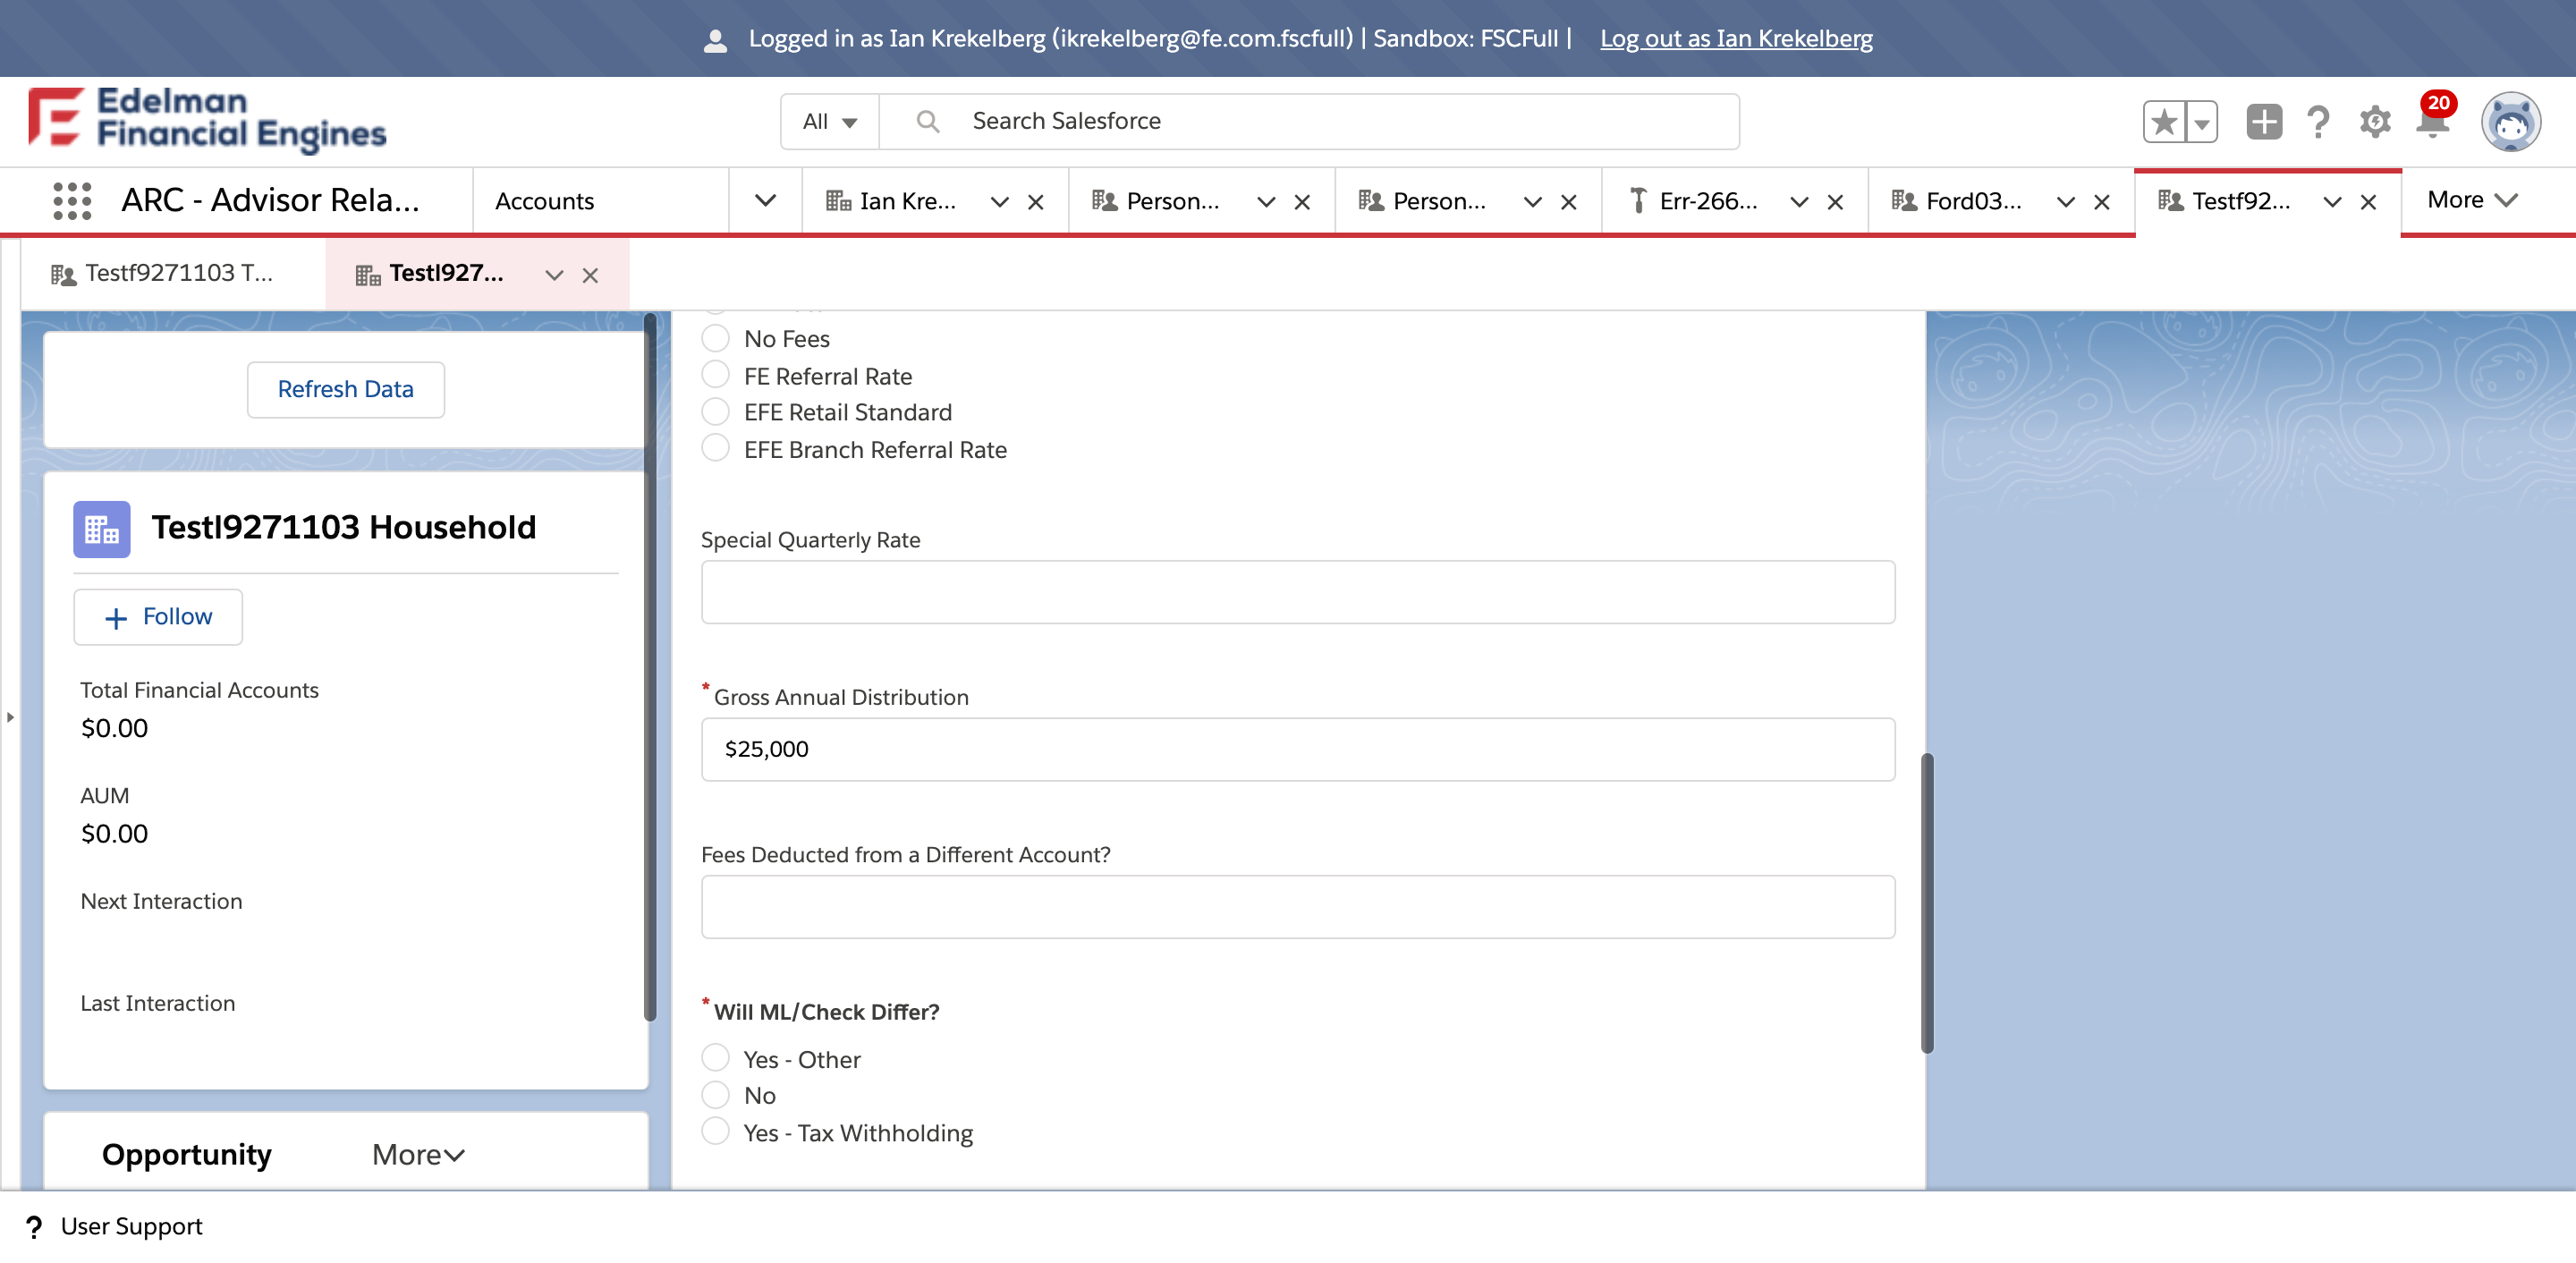 Logged in as Ian Krekelberg (ikrekelberg@fe.com.fscfull) | Sandbox: FSCFull | Log out as Ian Krekelberg
Edelman
Financial Engines
All
Search Salesforce
20
ARC - Advisor Rela...
Accounts
Ian Kre...
Person...
Person...
Err-266...
Ford03...
Testf92...
More
Testf9271103 T...
Testl927...
Refresh Data
Testl9271103 Household
Follow
Total Financial Accounts
$0.00
AUM
$0.00
Next Interaction
Last Interaction
Opportunity
More
No Fees
FE Referral Rate
EFE Retail Standard
EFE Branch Referral Rate
Special Quarterly Rate
* Gross Annual Distribution
$25,000
Fees Deducted from a Different Account?
* Will ML/Check Differ?
Yes - Other
No
Yes - Tax Withholding
? User Support